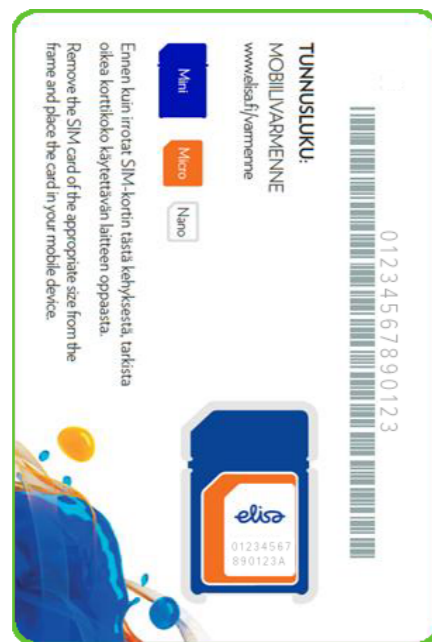 01234567890123
TUNNUSLUKU:
MOBIILIVARMENNE
www.elisa.fi/varmenne
Mini
Micro
Nano
Ennen kuin irrotat SIM-kortin tästä kehyksestä, tarkista
oikea korttikoko käytettävän laitteen oppaasta.
Remove the SIM card of the appropriate size from the
frame and place the card in your mobile device.
elisa
01234567
890123A